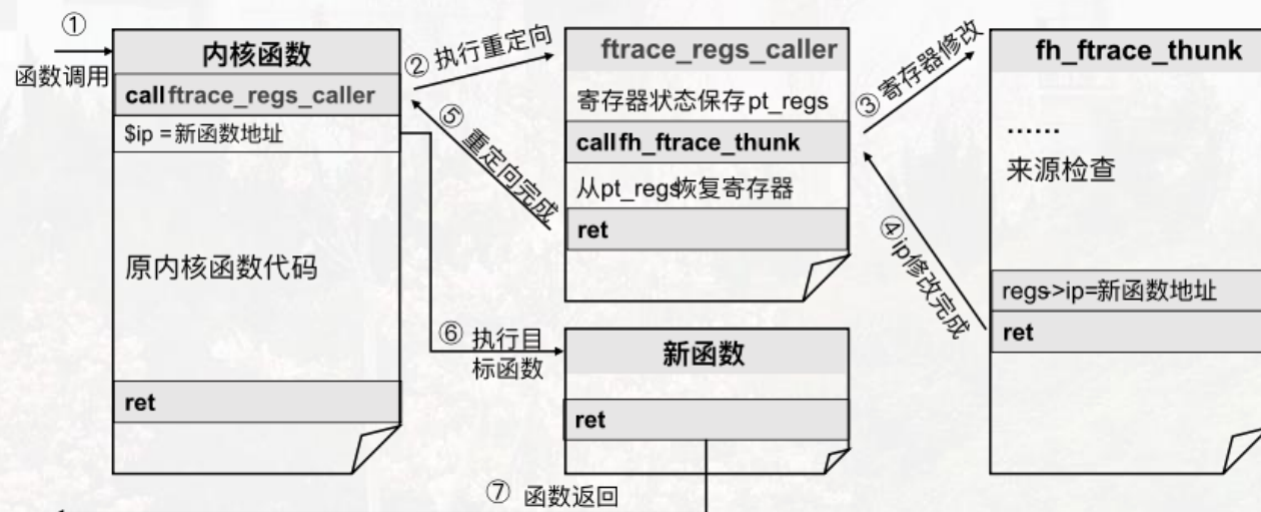 ①
函数调用
内核函数
call ftrace_regs_caller
$ip =新函数地址
原内核函数代码
ret
② 执行重定向
⑤ 重定向完成
ftrace_regs_caller
寄存器状态保存pt_regs
call fh_ftrace_thunk
从pt_regs恢复寄存器
ret
③ 寄存器修改
④ip修改完成
fh_ftrace_thunk
......
来源检查
regs->ip=新函数地址
ret
⑥ 执行目
标函数
新函数
ret
⑦ 函数返回